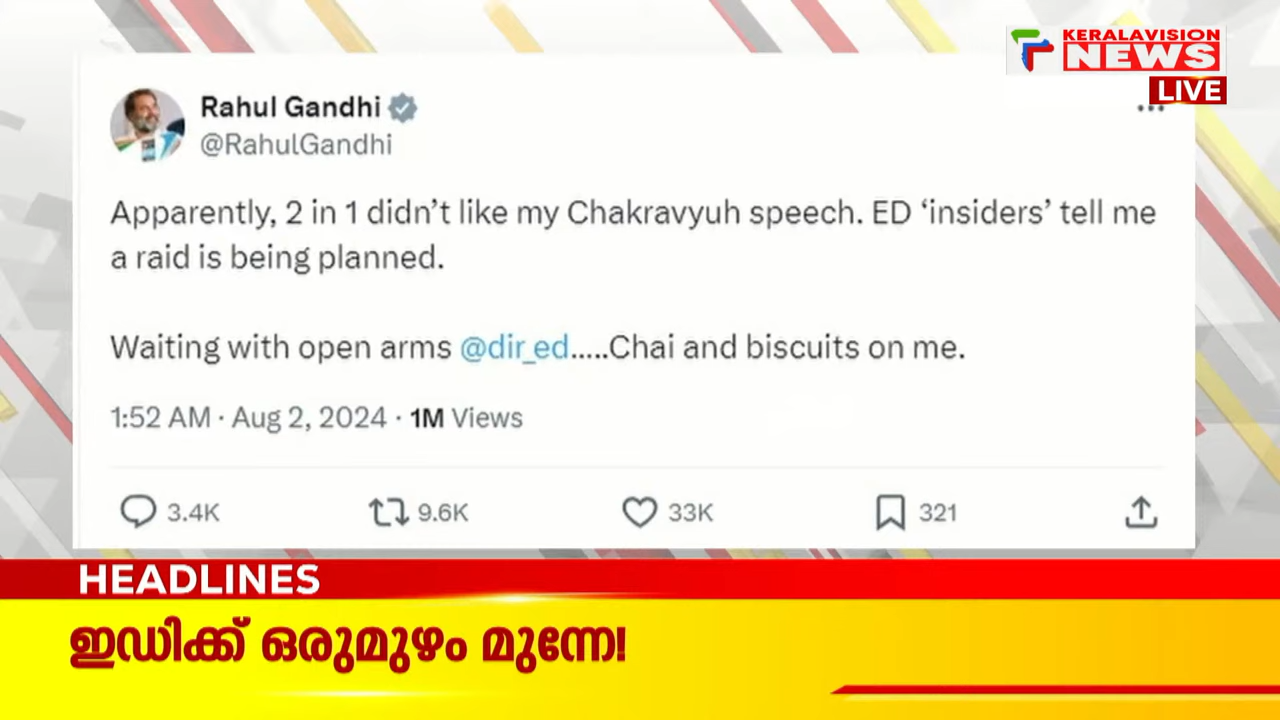 KERALAVISION
NEWS
LIVE
Rahul Gandhi
@RahulGandhi
Apparently, 2 in 1 didn’t like my Chakravyuh speech. ED ‘insiders’ tell me
a raid is being planned.
Waiting with open arms @dir_ed.....Chai and biscuits on me.
1:52 AM · Aug 2, 2024 · 1M Views
3.4K 9.6K 33K 321
HEADLINES
ഇഡിക്ക് ഒരുമുഴം മുന്നേ!